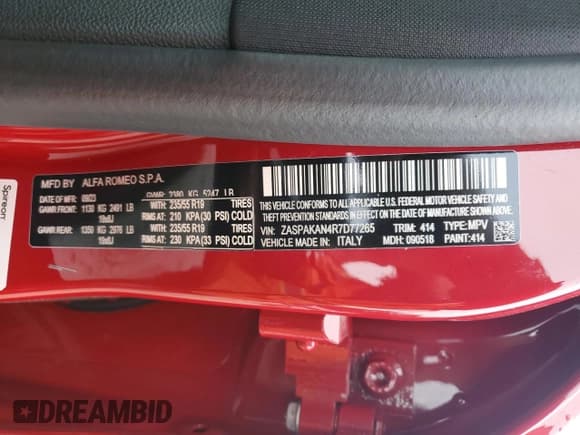 MFD BY ALFA ROMEO S.P.A.
DATE OF MFR: GVWR: 2380 KG 5247 LB
GAWR FRONT: 1130 KG 2491 LB 235/55 R19 TIRES
RIMS AT: 210 KPA (30 PSI) COLD
GAWR REAR: 1350 KG 2976 LB 235/55 R19 TIRES
RIMS AT: 230 KPA (33 PSI) COLD
THIS VEHICLE CONFORMS TO ALL APPLICABLE U.S. FEDERAL MOTOR VEHICLE SAFETY,
BUMPER, AND THEFT PREVENTION STANDARDS IN EFFECT ON THE DATE OF MANUFACTURE SHOWN ABOVE.
VIN: ZASPAKAN4R7D77265 TRIM: 414 TYPE: MPV
VEHICLE MADE IN: ITALY MDH: 090518 PAINT: 414
Spreon
DREAMBID